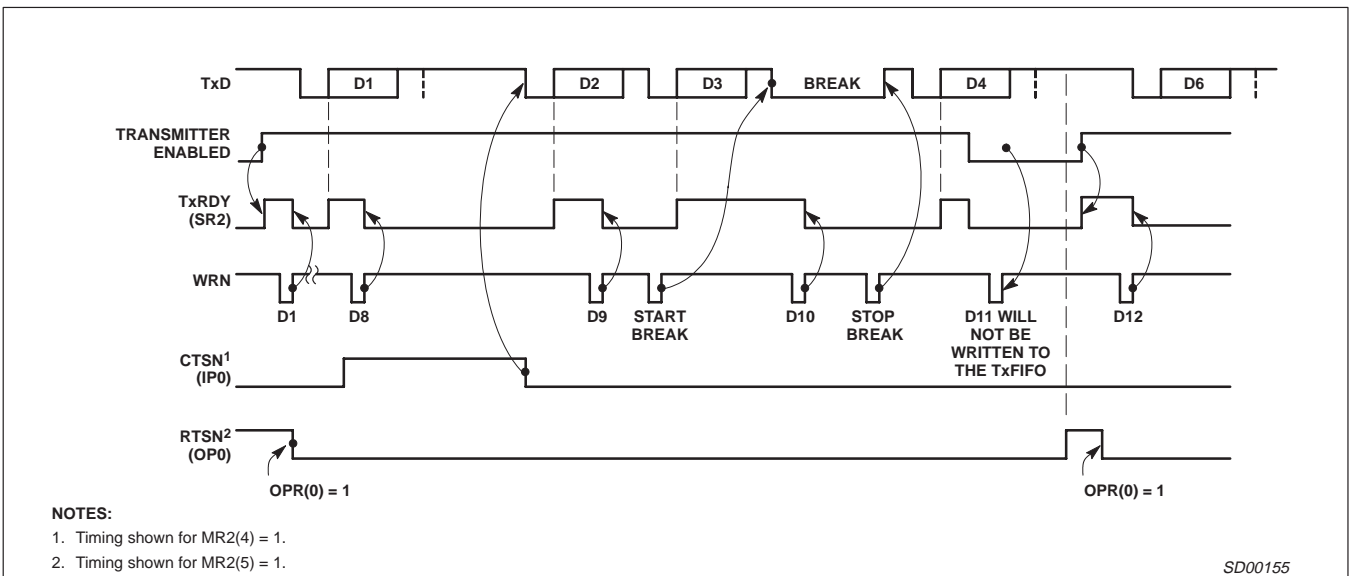 TxD
D1
D2
D3
BREAK
D4
D6
TRANSMITTER
ENABLED
TxRDY
(SR2)
WRN
D1
D8
D9
START
BREAK
D10
STOP
BREAK
D11 WILL
NOT BE
WRITTEN TO
THE TxFIFO
D12
CTSN1
(IP0)
RTSN2
(OP0)
OPR(0) = 1
OPR(0) = 1
NOTES:
1. Timing shown for MR2(4) = 1.
2. Timing shown for MR2(5) = 1.
SD00155